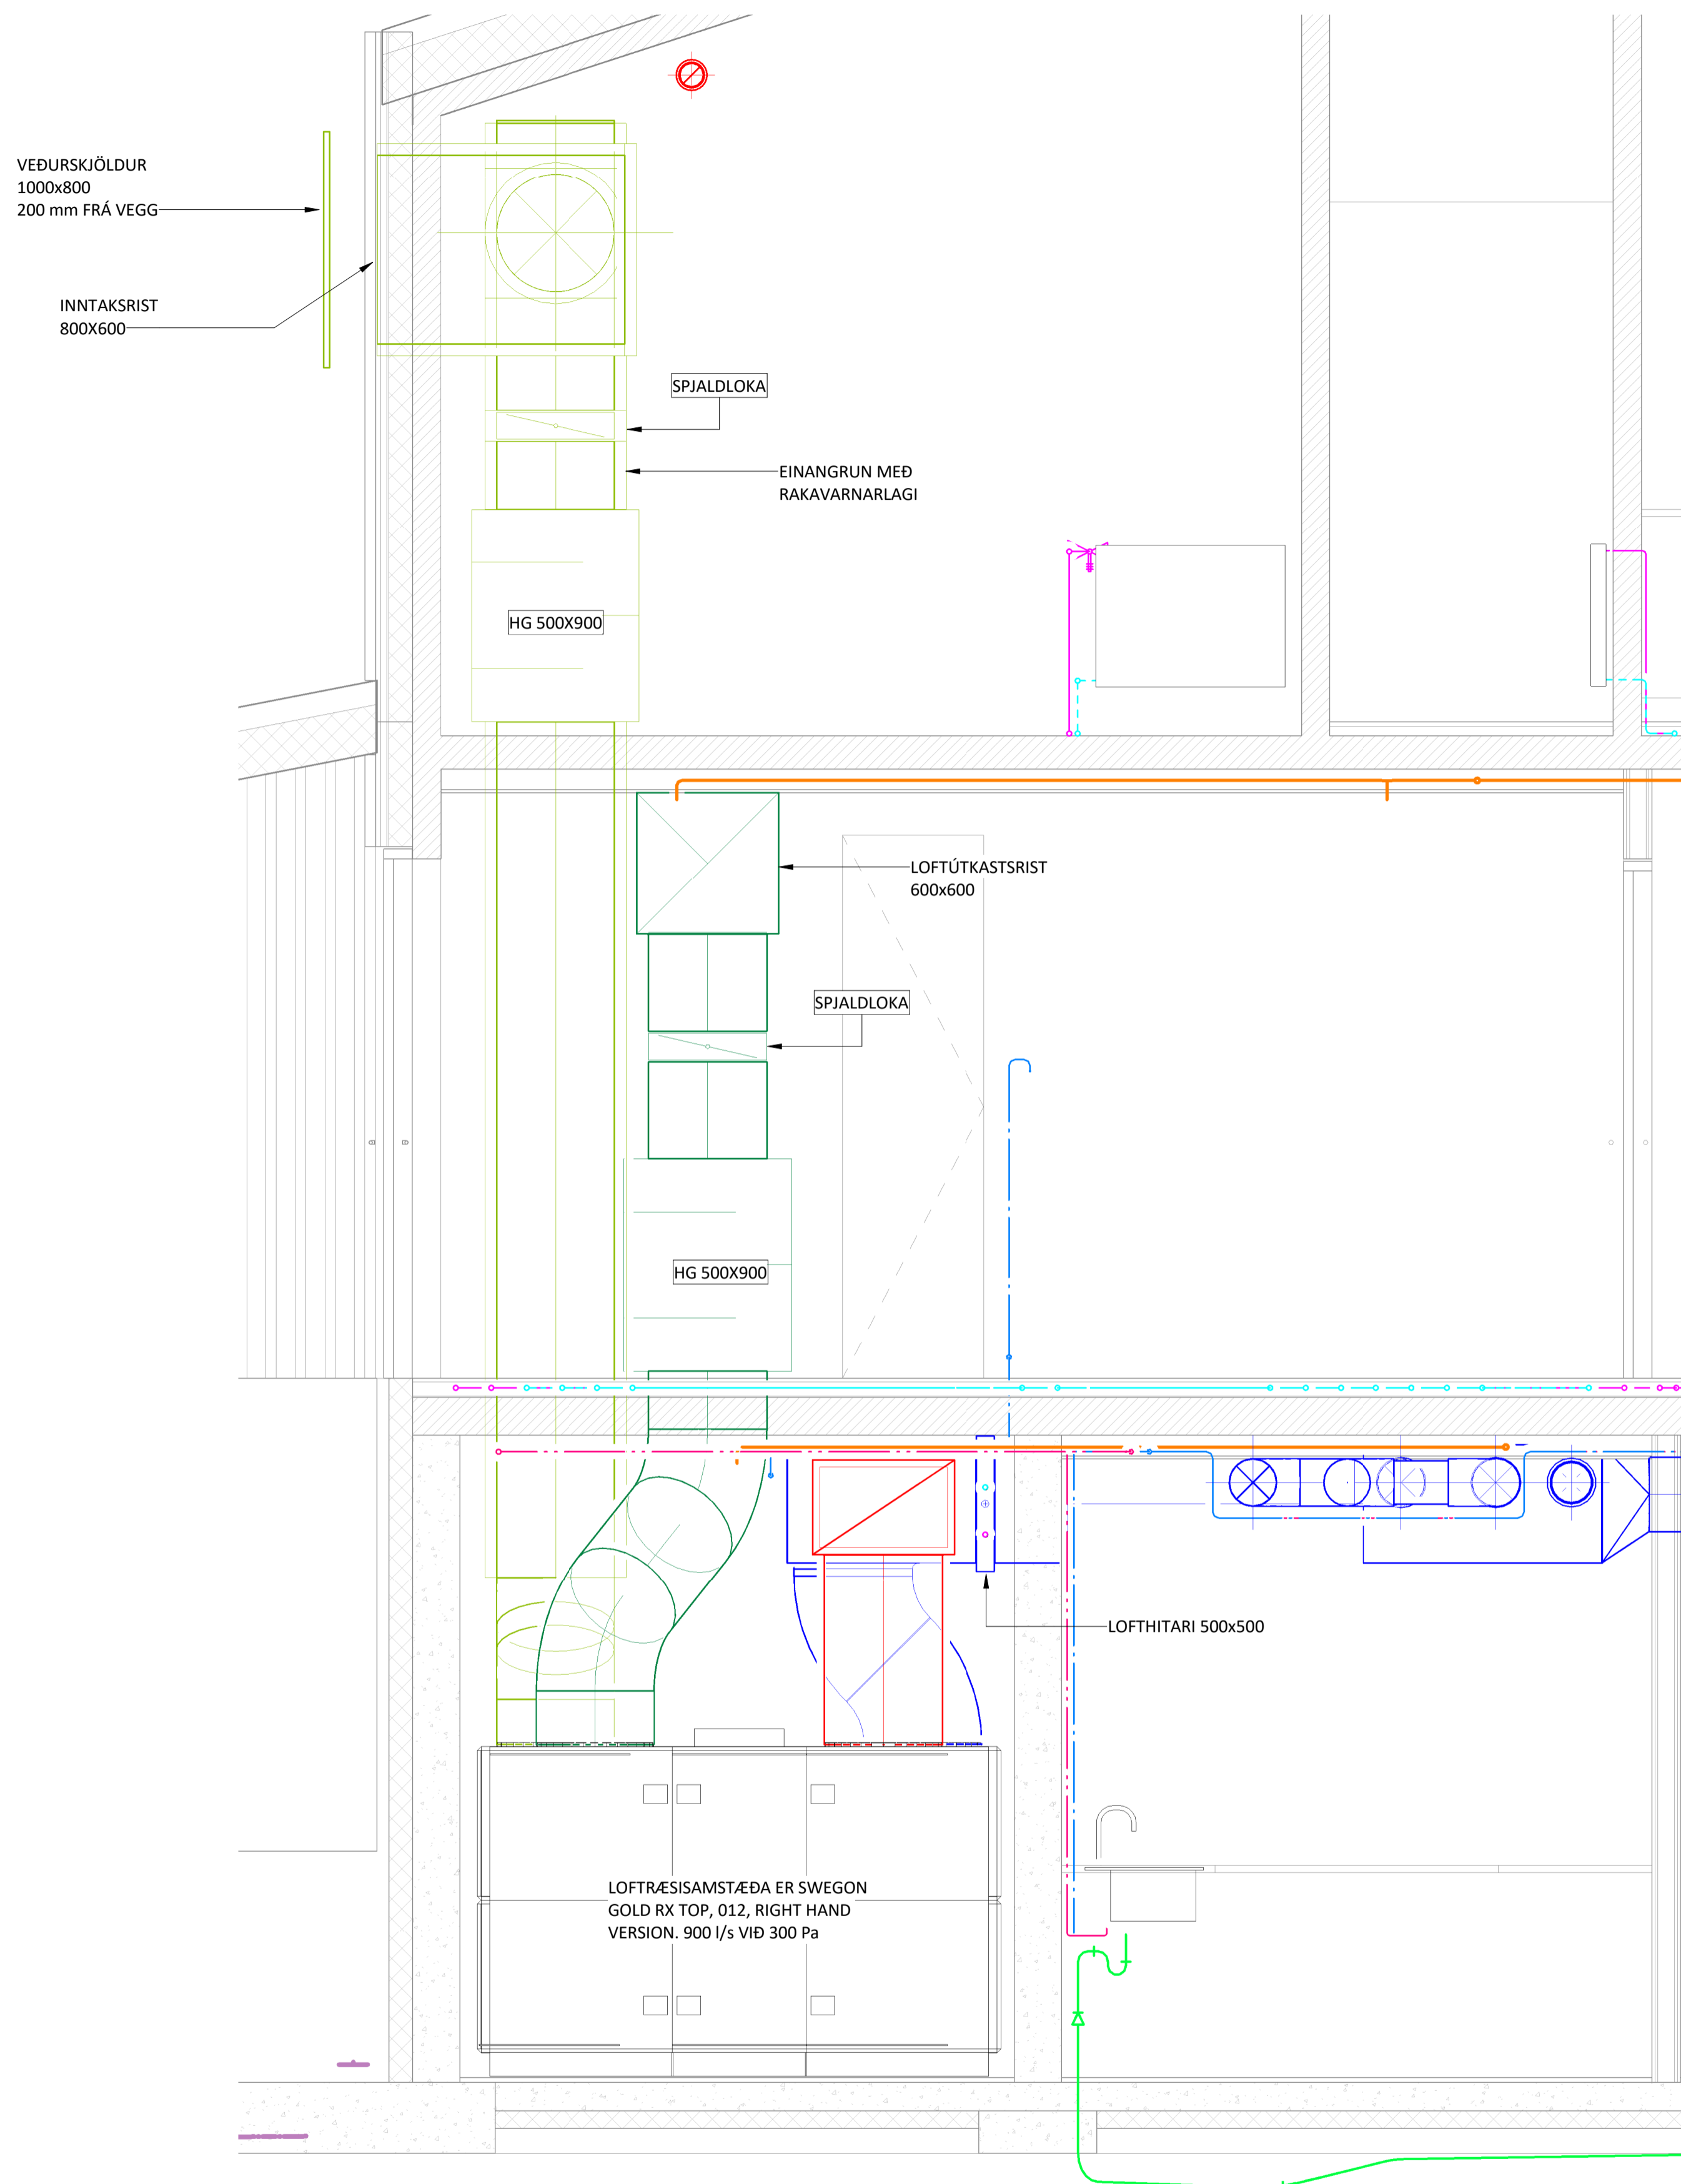 VEÐURSKJÖLDUR
1000x800
200 mm FRÁ VEGG
INNTAKSRIST
800X600
SPJALDLOKA
EINANGRUN MEÐ
RAKAVARNARLAGI
HG 500X900
LOFTÚTKASTSRIST
600x600
SPJALDLOKA
HG 500X900
LOFTHITARI 500x500
LOFTRÆSISAMSTÆÐA ER SWEGON
GOLD RX TOP, 012, RIGHT HAND
VERSION. 900 l/s VIÐ 300 Pa